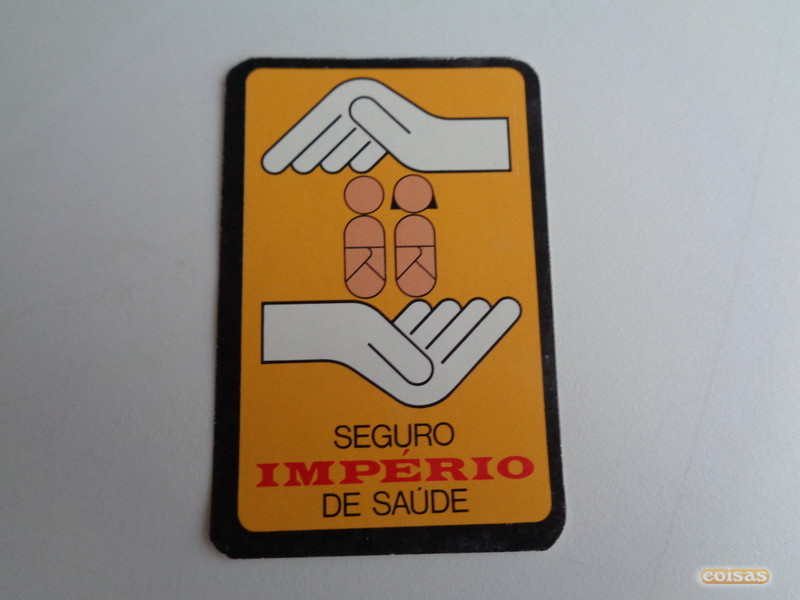 SEGURO
IMPÉRIO
DE SAÚDE
coisas